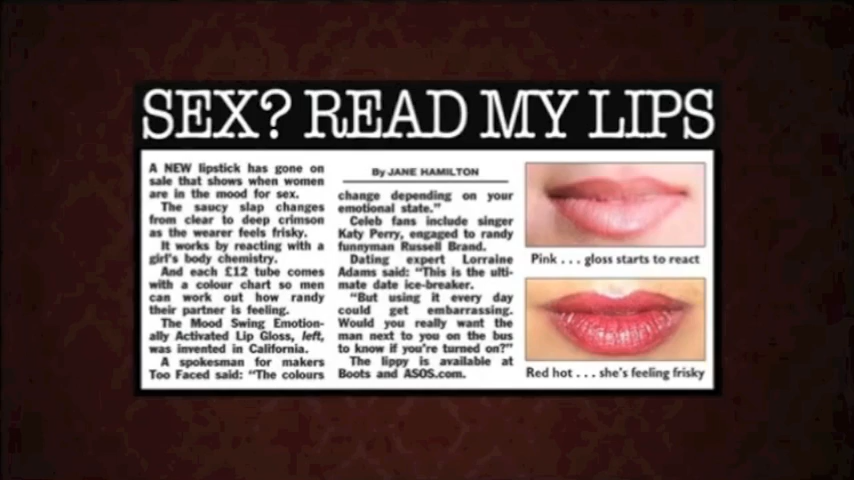 SEX? READ MY LIPS
A NEW lipstick has gone on
sale that shows when women
are in the mood for sex.
The saucy slap changes
from clear to deep crimson
as the wearer feels frisky.
It works by reacting with a
girl's body chemistry.
And each £12 tube comes
with a colour chart so men
can work out how randy
their partner is feeling.
The Mood Swing Emotion-
ally Activated Lip Gloss, left,
was invented in California.
A spokesman for makers
Too Faced said: "The colours
By JANE HAMILTON
change depending on your
emotional state."
Celeb fans include singer
Katy Perry, engaged to randy
funnyman Russell Brand.
Dating expert Lorraine
Adams said: "This is the ulti-
mate date ice-breaker.
"But using it every day
could get embarrassing.
Would you really want the
man next to you on the bus
to know if you're turned on?"
The lippy is available at
Boots and ASOS.com.
Pink . . . gloss starts to react
Red hot . . . she's feeling frisky